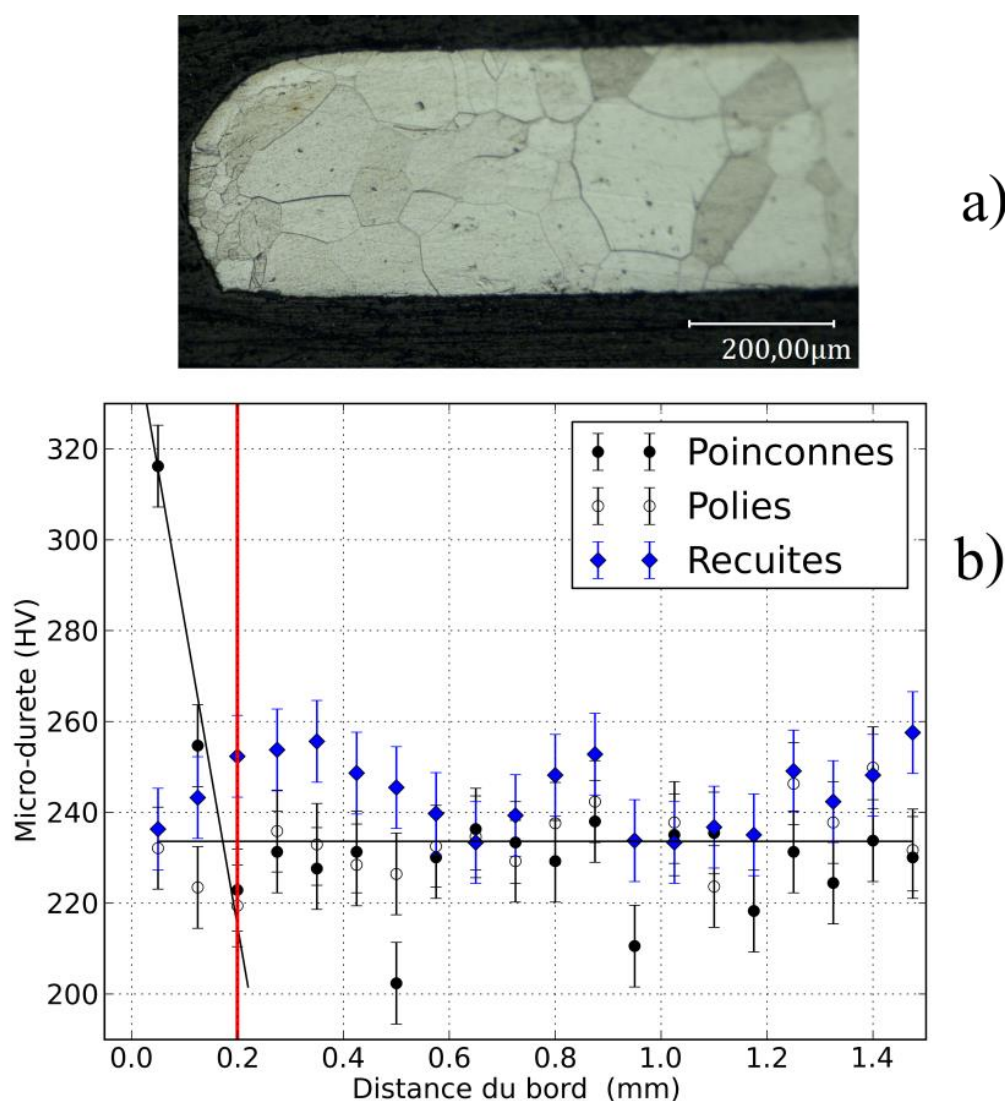 a)
200,00µm
b)
320
300
280
260
240
220
200
Micro-durete (HV)
Poinconnes
Polies
Recuites
0.0 0.2 0.4 0.6 0.8 1.0 1.2 1.4
Distance du bord (mm)